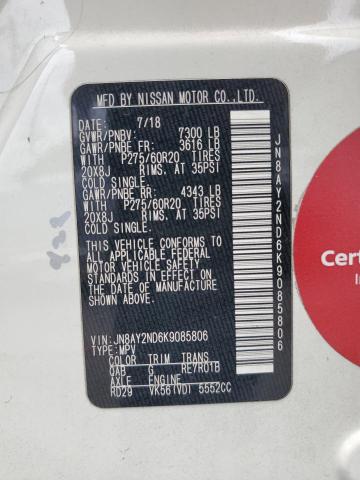 MFD BY NISSAN MOTOR CO.,LTD.
DATE: 7/18
GVWR/PNBV: 7300 LB
GAWR/PNBE FR: 3616 LB
WITH P275/60R20 TIRES
20X8J RIMS. AT 35PSI
COLD SINGLE.
GAWR/PNBE RR: 4343 LB
WITH P275/60R20 TIRES
20X8J RIMS. AT 35PSI
COLD SINGLE.
THIS VEHICLE CONFORMS TO
ALL APPLICABLE FEDERAL
MOTOR VEHICLE SAFETY
STANDARDS IN EFFECT ON THE
DATE OF MANUFACTURE
SHOWN ABOVE.
VIN: JN8AY2ND6K9085806
TYPE: MPV
COLOR TRIM TRANS
QAB G RE7R01B
AXLE ENGINE
RD29 VK56(VD) 5552CC
JN8AY2ND6K9085806
Cer
In